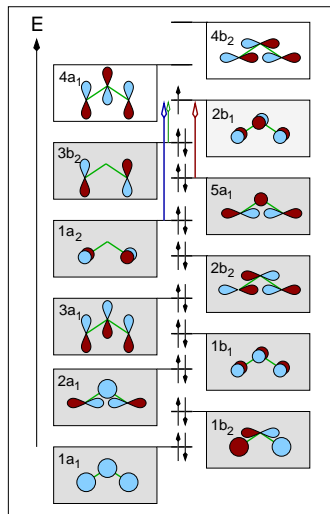 E
4b₂
4a₁
2b₁
3b₂
5a₁
1a₂
2b₂
3a₁
1b₁
2a₁
1b₂
1a₁